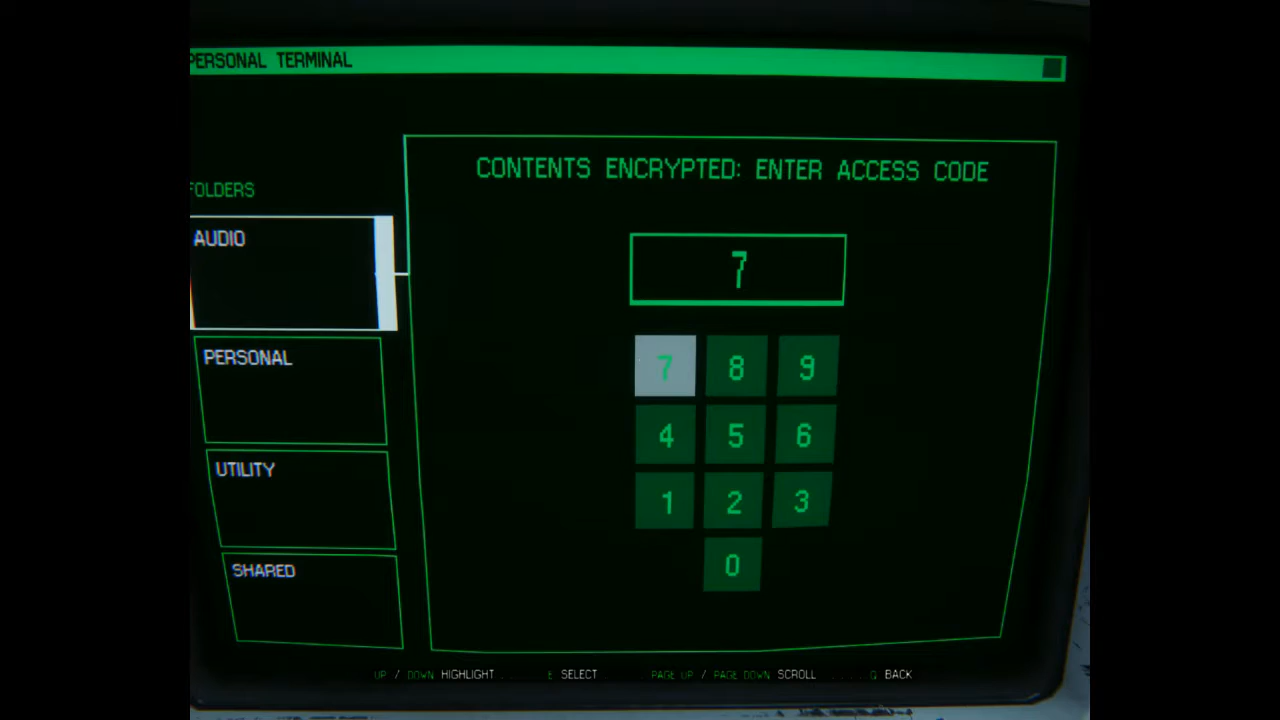 PERSONAL TERMINAL
CONTENTS ENCRYPTED: ENTER ACCESS CODE
FOLDERS
AUDIO
7
PERSONAL
7 8 9
4 5 6
UTILITY
1 2 3
SHARED
0
UP / DOWN HIGHLIGHT E SELECT PAGE UP / PAGE DOWN SCROLL Q BACK